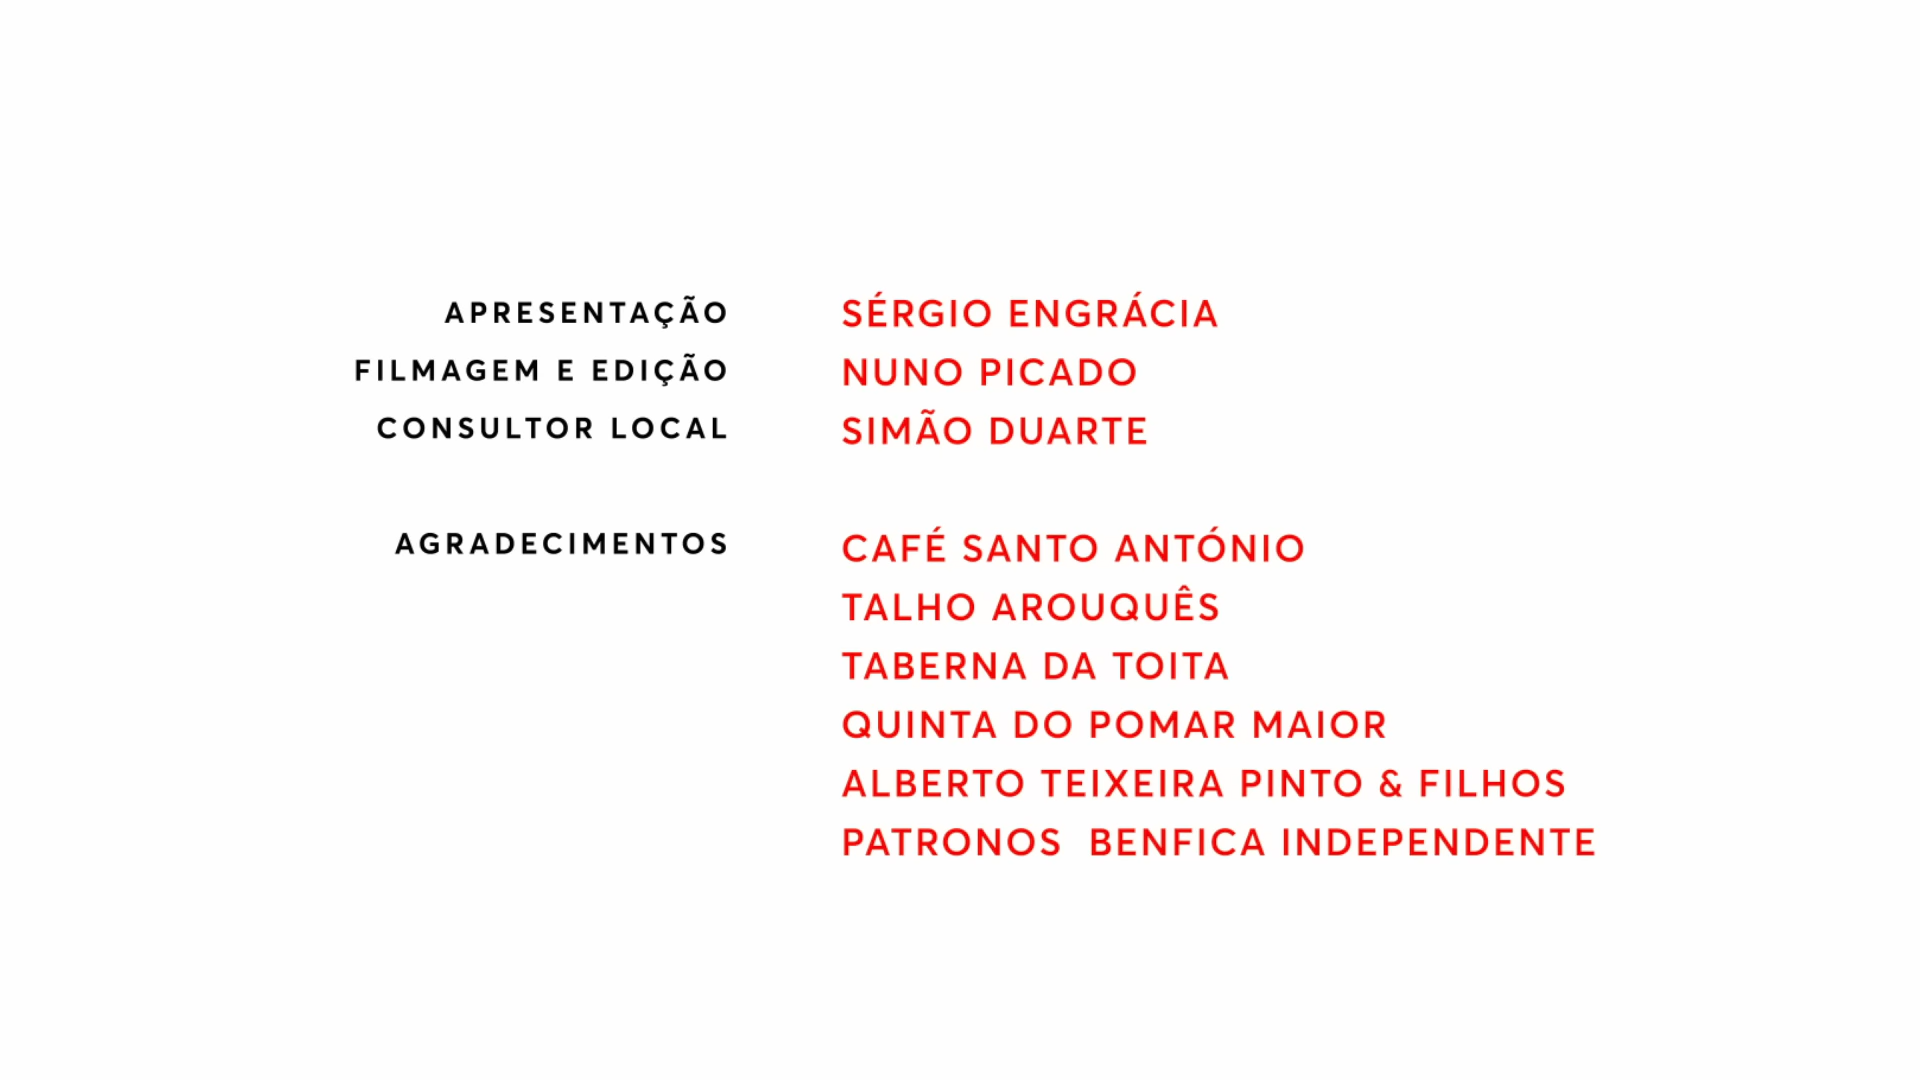 APRESENTAÇÃO SÉRGIO ENGRÁCIA
FILMAGEM E EDIÇÃO NUNO PICADO
CONSULTOR LOCAL SIMÃO DUARTE
AGRADECIMENTOS CAFÉ SANTO ANTÓNIO
TALHO AROUQUÊS
TABERNA DA TOITA
QUINTA DO POMAR MAIOR
ALBERTO TEIXEIRA PINTO & FILHOS
PATRONOS BENFICA INDEPENDENTE